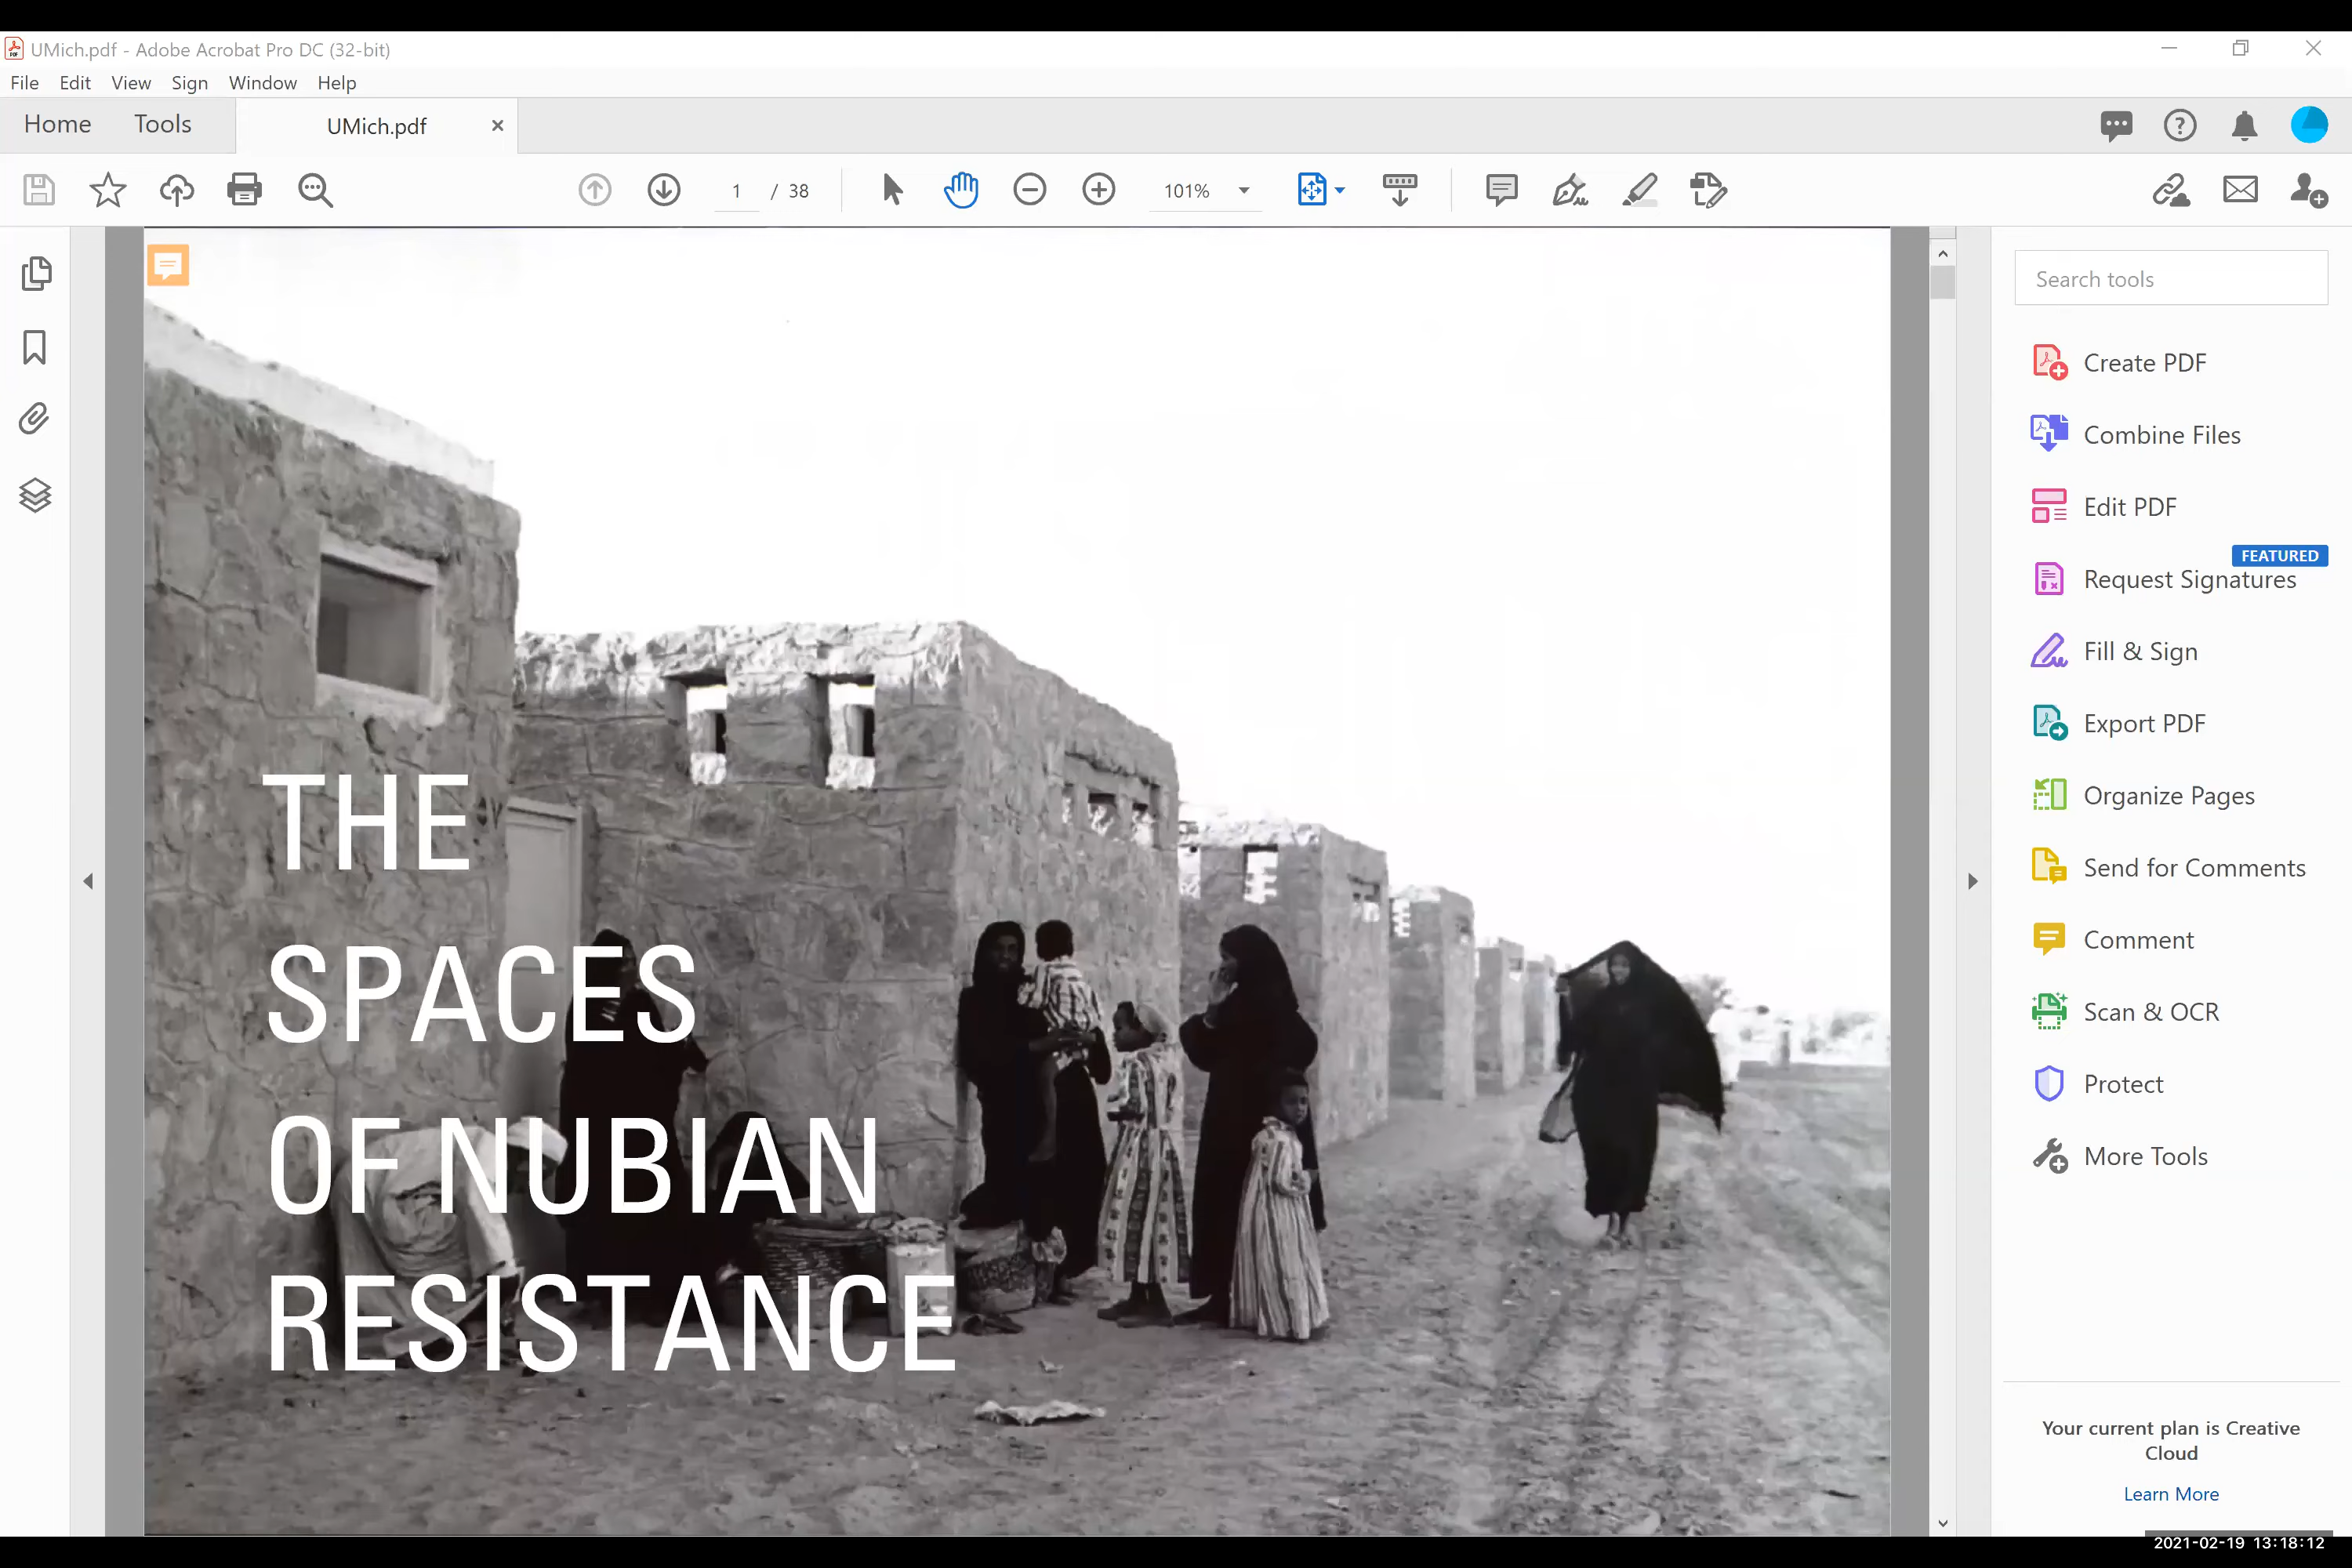 UMich.pdf - Adobe Acrobat Pro DC (32-bit)
File Edit View Sign Window Help
Home Tools UMich.pdf
1 / 38 101%
THE
SPACES
OF NUBIAN
RESISTANCE
Search tools
Create PDF
Combine Files
Edit PDF
FEATURED
Request Signatures
Fill & Sign
Export PDF
Organize Pages
Send for Comments
Comment
Scan & OCR
Protect
More Tools
Your current plan is Creative
Cloud
Learn More
2021-02-19 13:18:12